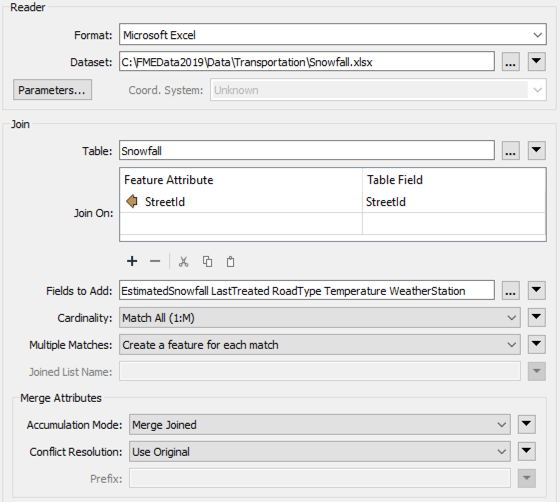 Reader
Format: Microsoft Excel
Dataset: C:\FMEData2019\Data\Transportation\Snowfall.xlsx ...
Parameters... Coord. System: Unknown
Join
Table: Snowfall ...
Feature Attribute Table Field
StreetId StreetId
Join On:
Fields to Add: EstimatedSnowfall LastTreated RoadType Temperature WeatherStation ...
Cardinality: Match All (1:M)
Multiple Matches: Create a feature for each match
Joined List Name:
Merge Attributes
Accumulation Mode: Merge Joined
Conflict Resolution: Use Original
Prefix: